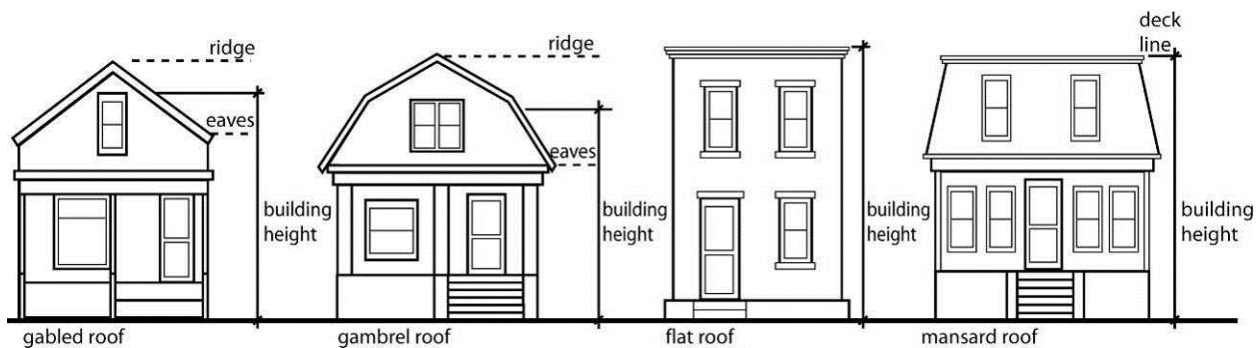 ridge
eaves
building
height
gabled roof
ridge
eaves
building
height
gambrel roof
building
height
flat roof
deck
line
building
height
mansard roof